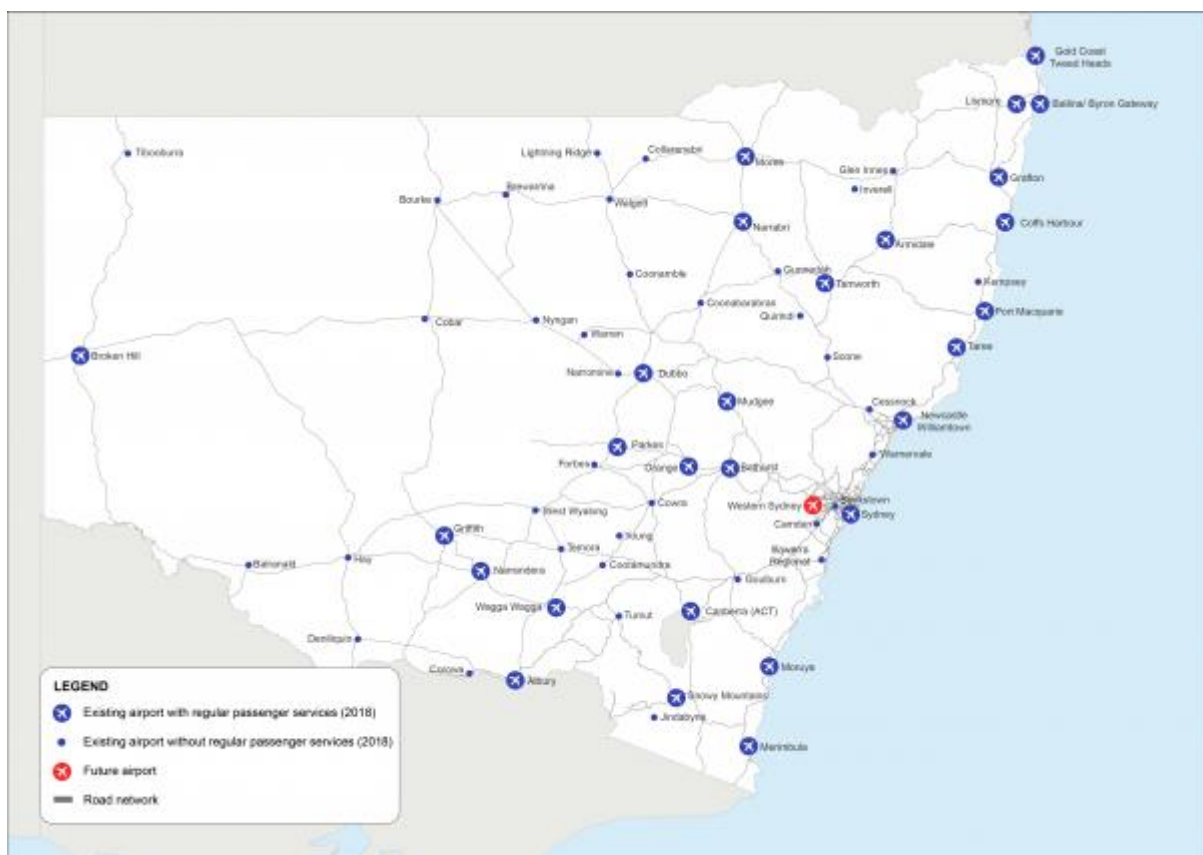 Gold Coast
Tweed Heads
Lismore
Ballina/ Byron Gateway
Tibooburra
Lightning Ridge
Collarenebri
Moree
Glen Innes
Inverell
Grafton
Brewarrina
Bourke
Walgett
Narrabri
Coffs Harbour
Armidale
Coonamble
Gunnedah
Tamworth
Kempsey
Coonabarabran
Quirindi
Port Macquarie
Cobar
Nyngan
Warren
Taree
Broken Hill
Scone
Narromine
Dubbo
Mudgee
Cessnock
Newcastle
Williamtown
Parkes
Warnervale
Forbes
Orange
Bathurst
Cowra
Western Sydney
Bankstown
Sydney
West Wyalong
Camden
Griffith
Young
Temora
Hay
Balranald
Cootamundra
Illawarra
Regional
Narrandera
Goulburn
Wagga Wagga
Tumut
Canberra (ACT)
Deniliquin
Corowa
Albury
Moruya
Snowy Mountains
Jindabyne
Merimbula
LEGEND
Existing airport with regular passenger services (2018)
Existing airport without regular passenger services (2018)
Future airport
Road network